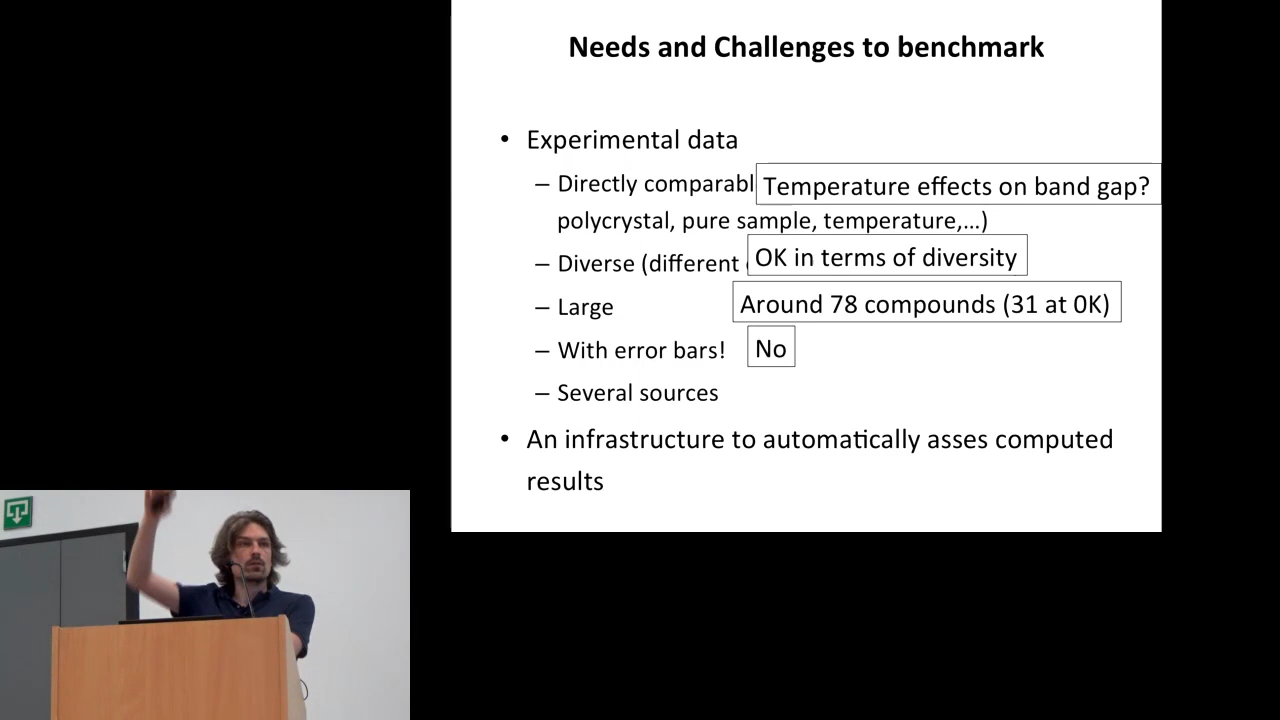 Needs and Challenges to benchmark
• Experimental data
– Directly comparabl Temperature effects on band gap?
polycrystal, pure sample, temperature,...)
– Diverse (different OK in terms of diversity
– Large Around 78 compounds (31 at 0K)
– With error bars! No
– Several sources
• An infrastructure to automatically asses computed
results